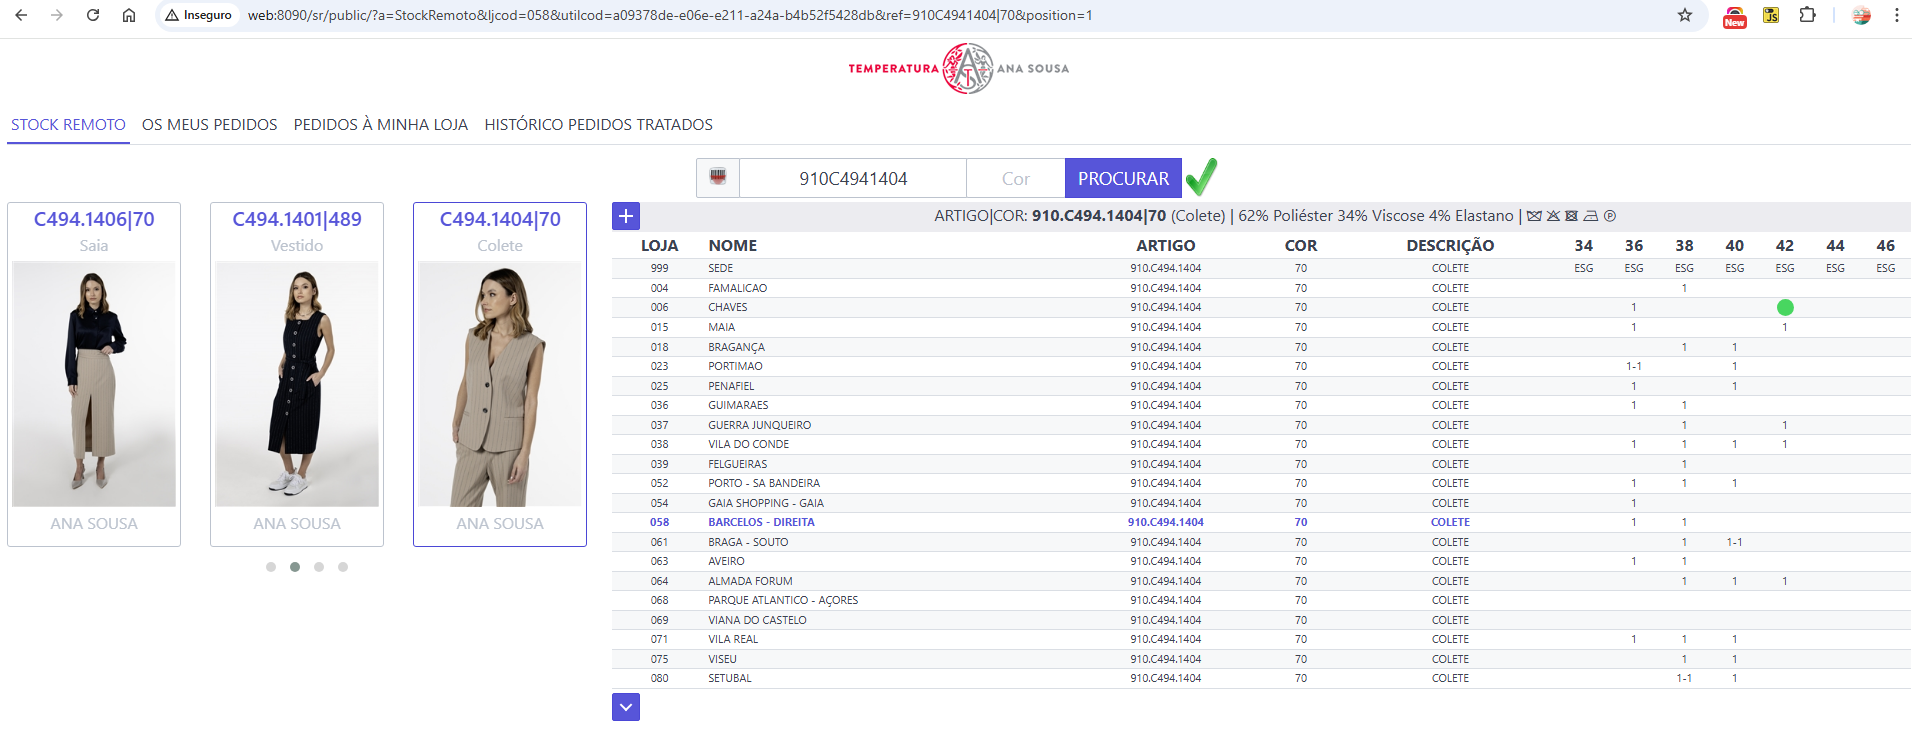 Inseguro web:8090/sr/public/?a=StockRemoto&ljcod=058&utilcod=a09378de-e06e-e211-a24a-b4b52f5428db&ref=910C4941404|70&position=1
New JS
TEMPERATURA ANA SOUSA
STOCK REMOTO OS MEUS PEDIDOS PEDIDOS À MINHA LOJA HISTÓRICO PEDIDOS TRATADOS
910C4941404 Cor PROCURAR
C494.1406|70
Saia
ANA SOUSA
C494.1401|489
Vestido
ANA SOUSA
C494.1404|70
Colete
ANA SOUSA
+ ARTIGO|COR: 910.C494.1404|70 (Colete) | 62% Poliéster 34% Viscose 4% Elastano |
LOJA NOME ARTIGO COR DESCRIÇÃO 34 36 38 40 42 44 46
999 SEDE 910.C494.1404 70 COLETE ESG ESG ESG ESG ESG ESG ESG
004 FAMALICAO 910.C494.1404 70 COLETE 1
006 CHAVES 910.C494.1404 70 COLETE 1
015 MAIA 910.C494.1404 70 COLETE 1 1
018 BRAGANÇA 910.C494.1404 70 COLETE 1 1
023 PORTIMAO 910.C494.1404 70 COLETE 1-1 1
025 PENAFIEL 910.C494.1404 70 COLETE 1 1
036 GUIMARAES 910.C494.1404 70 COLETE 1 1
037 GUERRA JUNQUEIRO 910.C494.1404 70 COLETE 1 1
038 VILA DO CONDE 910.C494.1404 70 COLETE 1 1 1 1
039 FELGUEIRAS 910.C494.1404 70 COLETE 1
052 PORTO - SA BANDEIRA 910.C494.1404 70 COLETE 1 1 1
054 GAIA SHOPPING - GAIA 910.C494.1404 70 COLETE 1
058 BARCELOS - DIREITA 910.C494.1404 70 COLETE 1 1
061 BRAGA - SOUTO 910.C494.1404 70 COLETE 1 1-1
063 AVEIRO 910.C494.1404 70 COLETE 1 1
064 ALMADA FORUM 910.C494.1404 70 COLETE 1 1 1
068 PARQUE ATLANTICO - AÇORES 910.C494.1404 70 COLETE
069 VIANA DO CASTELO 910.C494.1404 70 COLETE
071 VILA REAL 910.C494.1404 70 COLETE 1 1 1
075 VISEU 910.C494.1404 70 COLETE 1 1
080 SETUBAL 910.C494.1404 70 COLETE 1-1 1